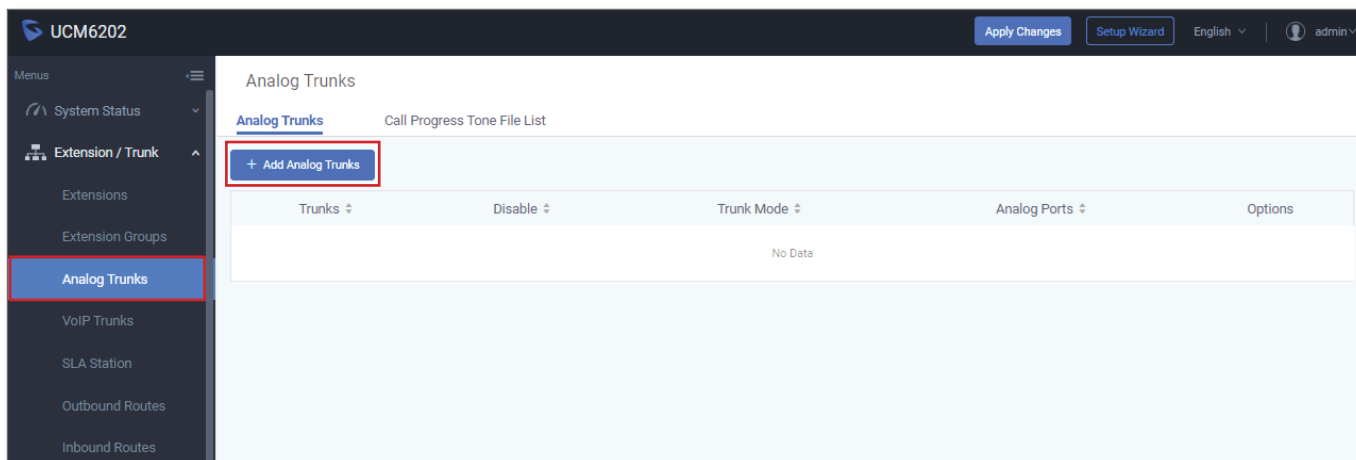 UCM6202
Apply Changes
Setup Wizard
English
admin
Menus
System Status
Extension / Trunk
Extensions
Extension Groups
Analog Trunks
VoIP Trunks
SLA Station
Outbound Routes
Inbound Routes
Analog Trunks
Analog Trunks Call Progress Tone File List
+ Add Analog Trunks
Trunks Disable Trunk Mode Analog Ports Options
No Data